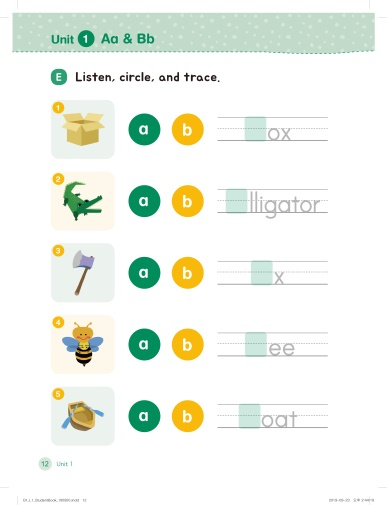 Unit 1 Aa & Bb
E Listen, circle, and trace.
1 a b ox
2 a b lligator
3 a b x
4 a b ee
5 a b oat
12 Unit 1